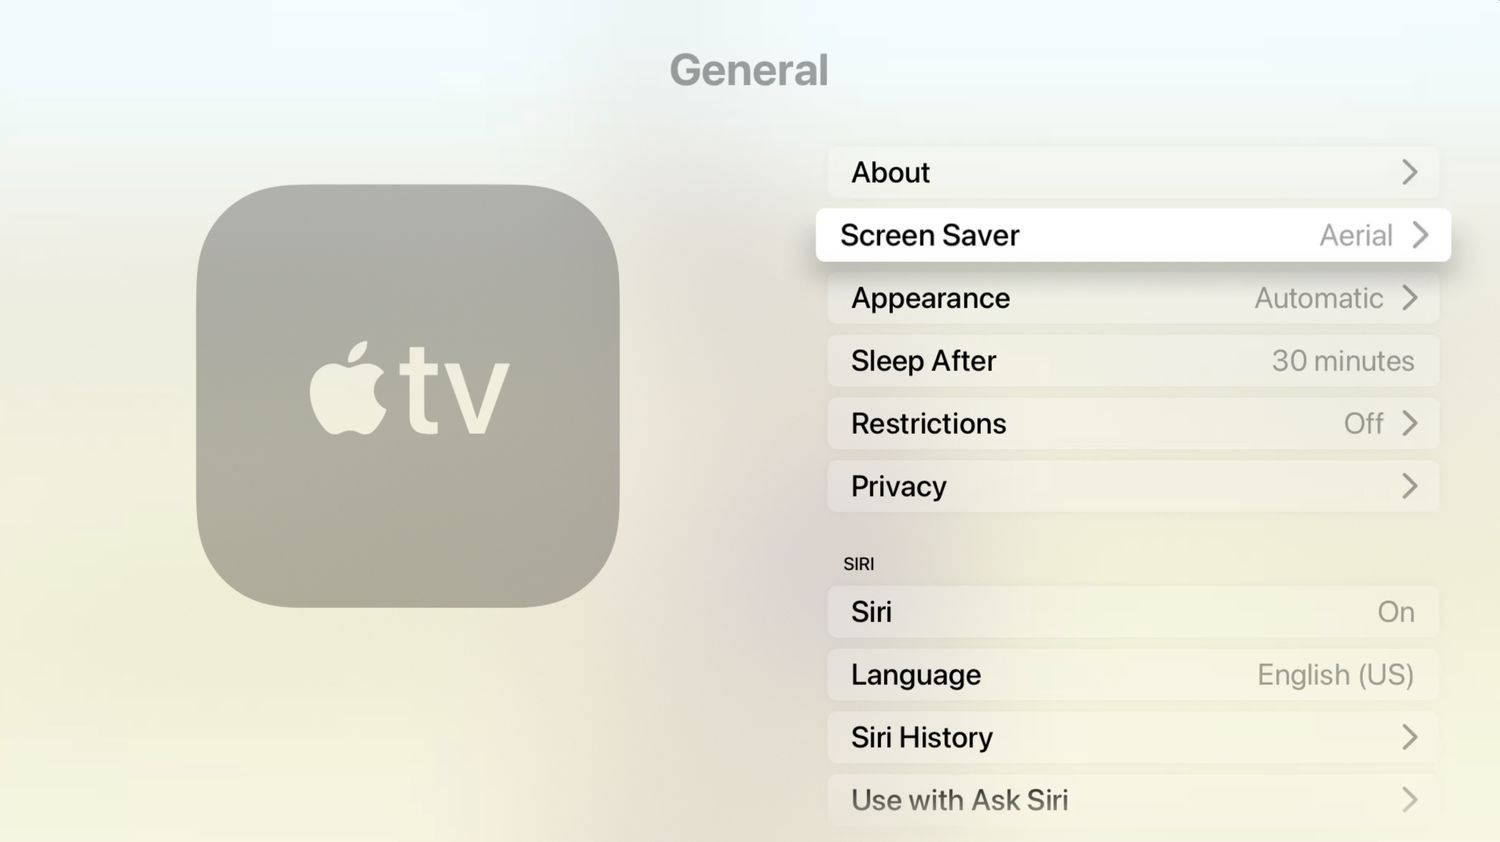 General
tv
About
Screen Saver Aerial
Appearance Automatic
Sleep After 30 minutes
Restrictions Off
Privacy
SIRI
Siri On
Language English (US)
Siri History
Use with Ask Siri